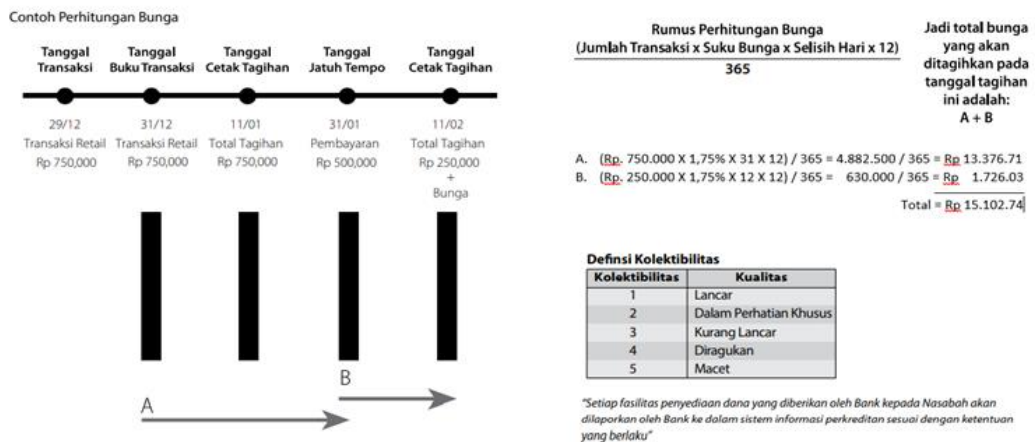 Contoh Perhitungan Bunga
Tanggal Transaksi
Tanggal Buku Transaksi
Tanggal Cetak Tagihan
Tanggal Jatuh Tempo
Tanggal Cetak Tagihan
29/12
Transaksi Retail
Rp 750,000
31/12
Transaksi Retail
Rp 750,000
11/01
Total Tagihan
Rp 750,000
31/01
Pembayaran
Rp 500,000
11/02
Total Tagihan
Rp 250,000
+
Bunga
A
B
Rumus Perhitungan Bunga
(Jumlah Transaksi x Suku Bunga x Selisih Hari x 12)
365
Jadi total bunga
yang akan
ditagihkan pada
tanggal tagihan
ini adalah:
A + B
A. (Rp. 750.000 X 1,75% X 31 X 12) / 365 = 4.882.500 / 365 = Rp 13.376.71
B. (Rp. 250.000 X 1,75% X 12 X 12) / 365 = 630.000 / 365 = Rp 1.726.03
Total = Rp 15.102.74
Definsi Kolektibilitas
Kolektibilitas Kualitas
1 Lancar
2 Dalam Perhatian Khusus
3 Kurang Lancar
4 Diragukan
5 Macet
"Setiap fasilitas penyediaan dana yang diberikan oleh Bank kepada Nasabah akan
dilaporkan oleh Bank ke dalam sistem informasi perkreditan sesuai dengan ketentuan
yang berlaku"